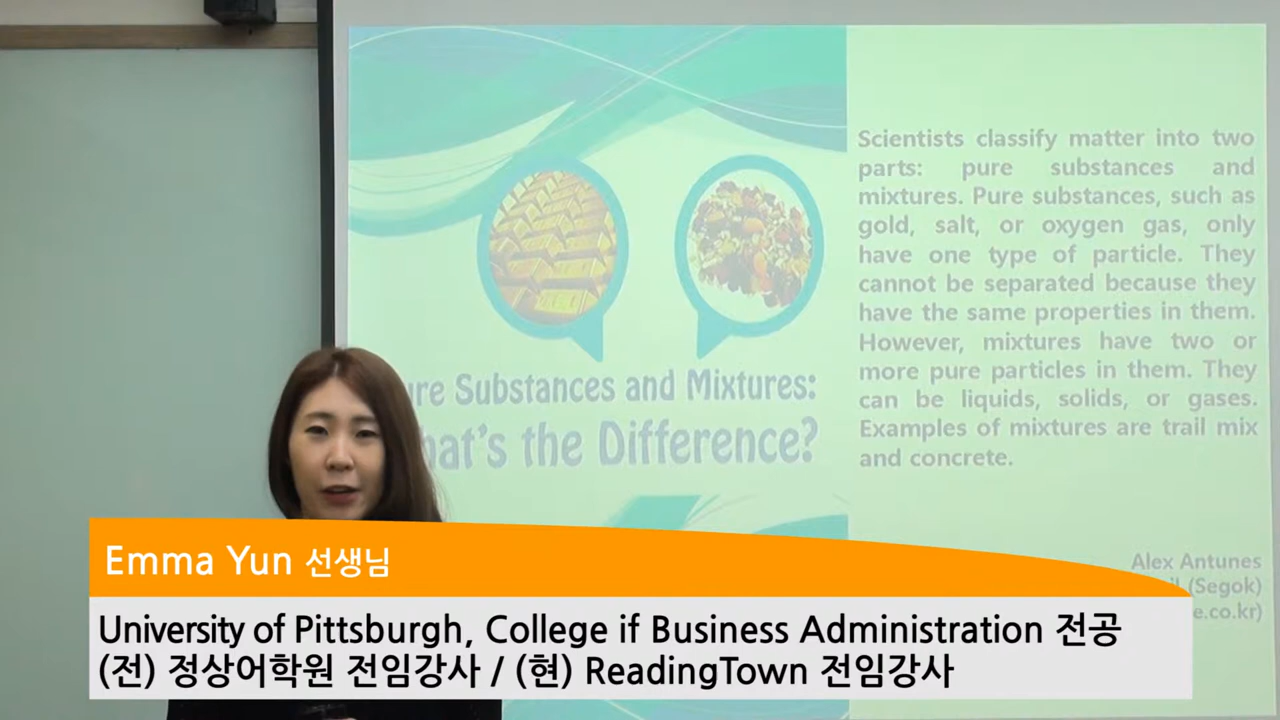 Scientists classify matter into two
parts: pure substances and
mixtures. Pure substances, such as
gold, salt, or oxygen gas, only
have one type of particle. They
cannot be separated because they
have the same properties in them.
However, mixtures have two or
more pure particles in them. They
can be liquids, solids, or gases.
Examples of mixtures are trail mix
and concrete.
Substances and Mixtures:
the Difference?
Alex Antunes
(Segok)
Emma Yun 선생님
University of Pittsburgh, College if Business Administration 전공
(전) 정상어학원 전임강사 / (현) ReadingTown 전임강사